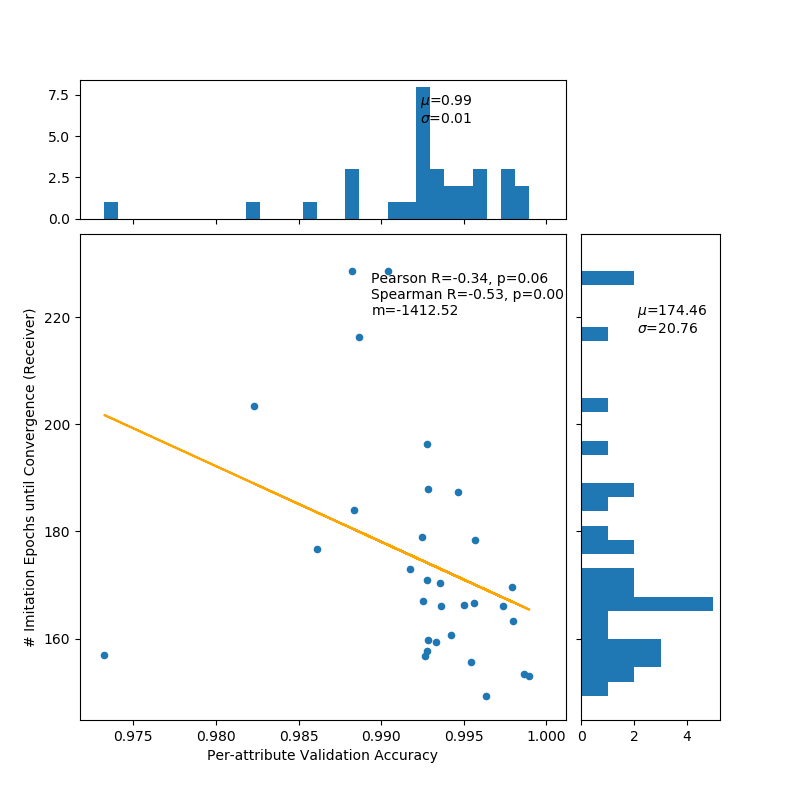 7.5
5.0
2.5
0.0
μ=0.99
σ=0.01
# Imitation Epochs until Convergence (Receiver)
220
200
180
160
Pearson R=-0.34, p=0.06
Spearman R=-0.53, p=0.00
m=-1412.52
μ=174.46
σ=20.76
0.975 0.980 0.985 0.990 0.995 1.000
0 2 4
Per-attribute Validation Accuracy